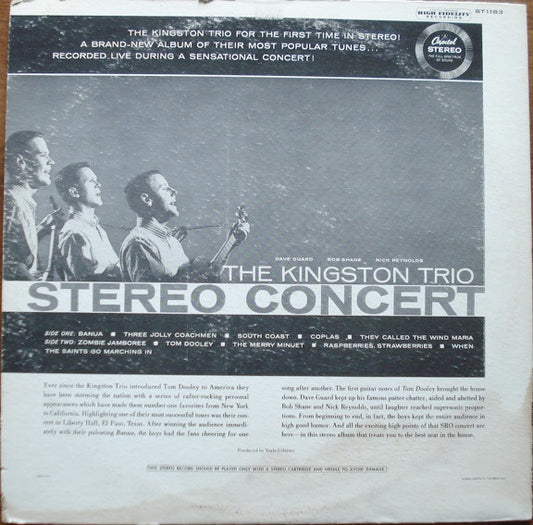 HIGH FIDELITY
RECORDING
ST1183
THE KINGSTON TRIO FOR THE FIRST TIME IN STEREO!
A BRAND-NEW ALBUM OF THEIR MOST POPULAR TUNES...
RECORDED LIVE DURING A SENSATIONAL CONCERT!
Capitol
STEREO
FOR FULL SPECTRUM
OF SOUND
DAVE GUARD BOB SHANE NICK REYNOLDS
THE KINGSTON TRIO
STEREO CONCERT
SIDE ONE: BANUA ■ THREE JOLLY COACHMEN ■ SOUTH COAST ■ COPLAS ■ THEY CALLED THE WIND MARIA
SIDE TWO: ZOMBIE JAMBOREE ■ TOM DOOLEY ■ THE MERRY MINUET ■ RASPBERRIES, STRAWBERRIES ■ WHEN
THE SAINTS GO MARCHING IN
Ever since the Kingston Trio introduced Tom Dooley to America they
have been storming the nation with a series of rafter-rocking personal
appearances which have made them number one favorites from New York
to California. Highlighting one of their most successful tours was their con-
cert in Liberty Hall, El Paso, Texas. After winning the audience immedi-
ately with their pulsating Banua, the boys had the fans cheering for one
song after another. The first guitar notes of Tom Dooley brought the house
down. Dave Guard kept up his famous patter chatter, aided and abetted by
Bob Shane and Nick Reynolds, until laughter reached supersonic propor-
tions. From beginning to end, in fact, the boys kept the entire audience in
high good humor. And all the exciting high points of that SRO concert are
here—in this stereo album that treats you to the best seat in the house.
Produced by Voyle Gilmore
THIS STEREO RECORD SHOULD BE PLAYED ONLY WITH A STEREO CARTRIDGE AND NEEDLE TO AVOID DAMAGE.